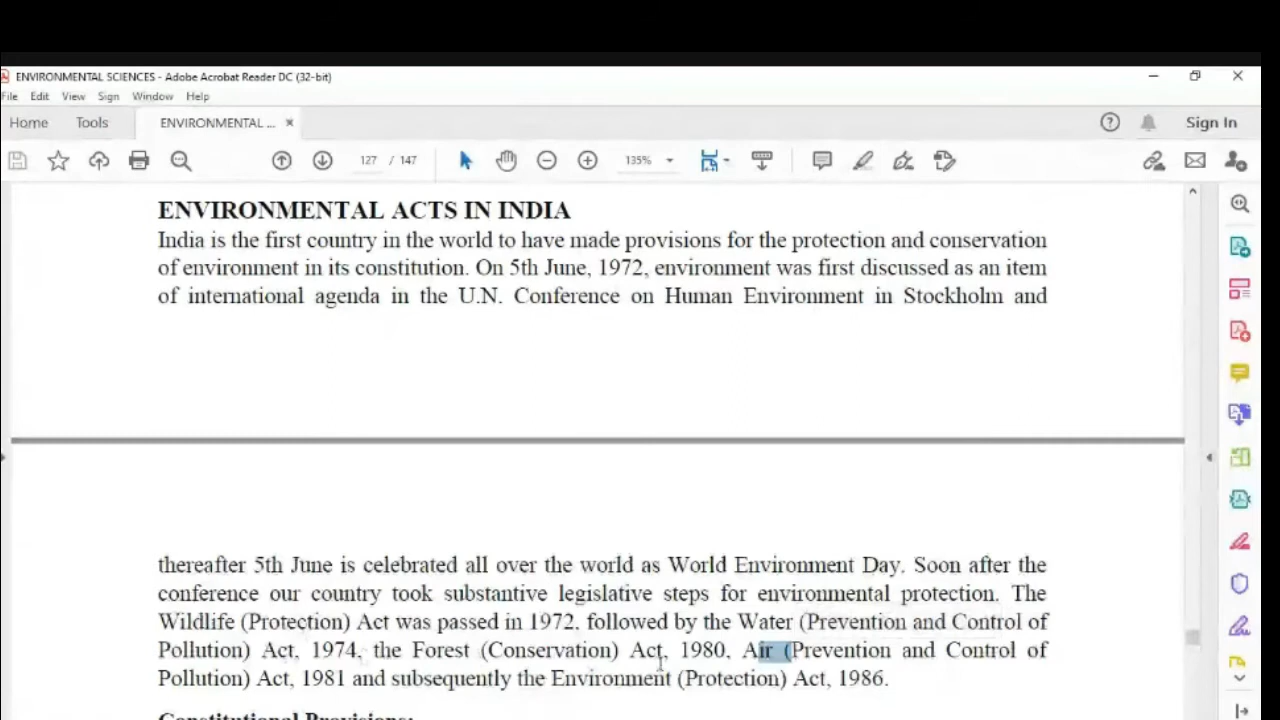 ENVIRONMENTAL SCIENCES - Adobe Acrobat Reader DC (32-bit)
File Edit View Sign Window Help
Home Tools ENVIRONMENTAL ... × Sign In
127 / 147 135%
ENVIRONMENTAL ACTS IN INDIA
India is the first country in the world to have made provisions for the protection and conservation
of environment in its constitution. On 5th June, 1972, environment was first discussed as an item
of international agenda in the U.N. Conference on Human Environment in Stockholm and
thereafter 5th June is celebrated all over the world as World Environment Day. Soon after the
conference our country took substantive legislative steps for environmental protection. The
Wildlife (Protection) Act was passed in 1972, followed by the Water (Prevention and Control of
Pollution) Act, 1974, the Forest (Conservation) Act, 1980, Air (Prevention and Control of
Pollution) Act, 1981 and subsequently the Environment (Protection) Act, 1986.
Constitutional Provisions: